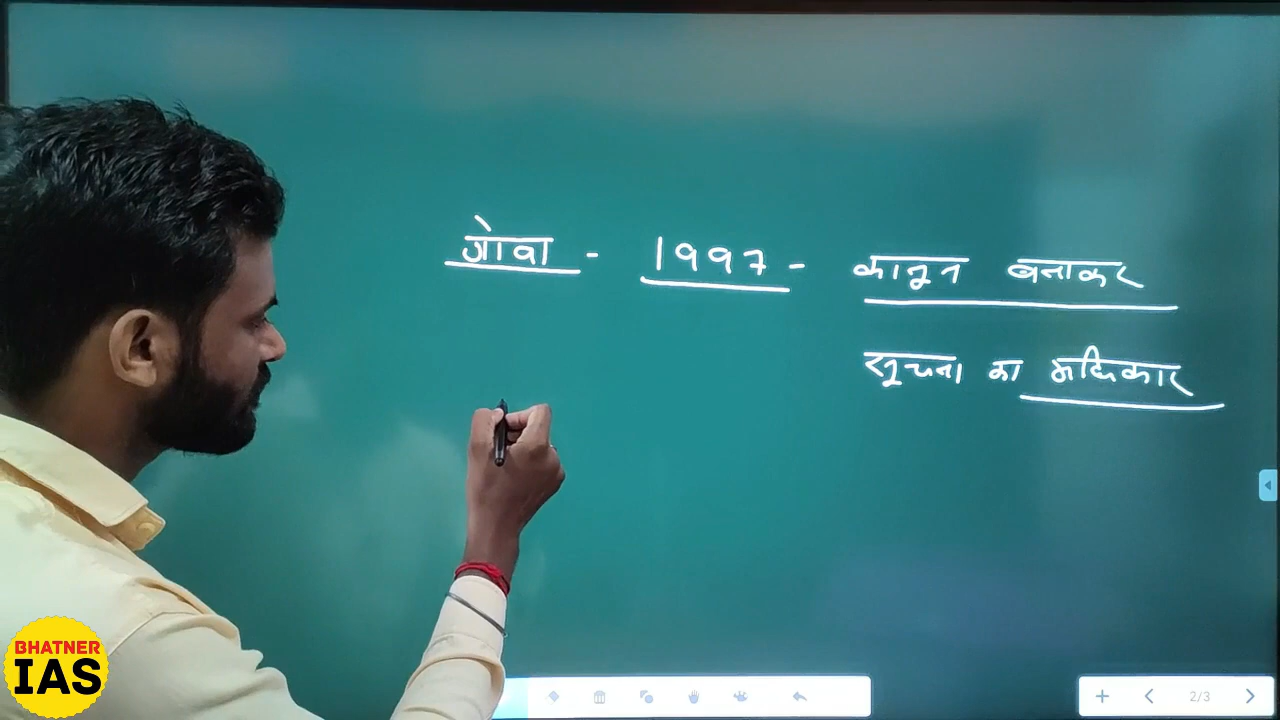 गोवा - 1997 - कानून बनाकर
सूचना का अधिकार
BHATNER
IAS
2/3